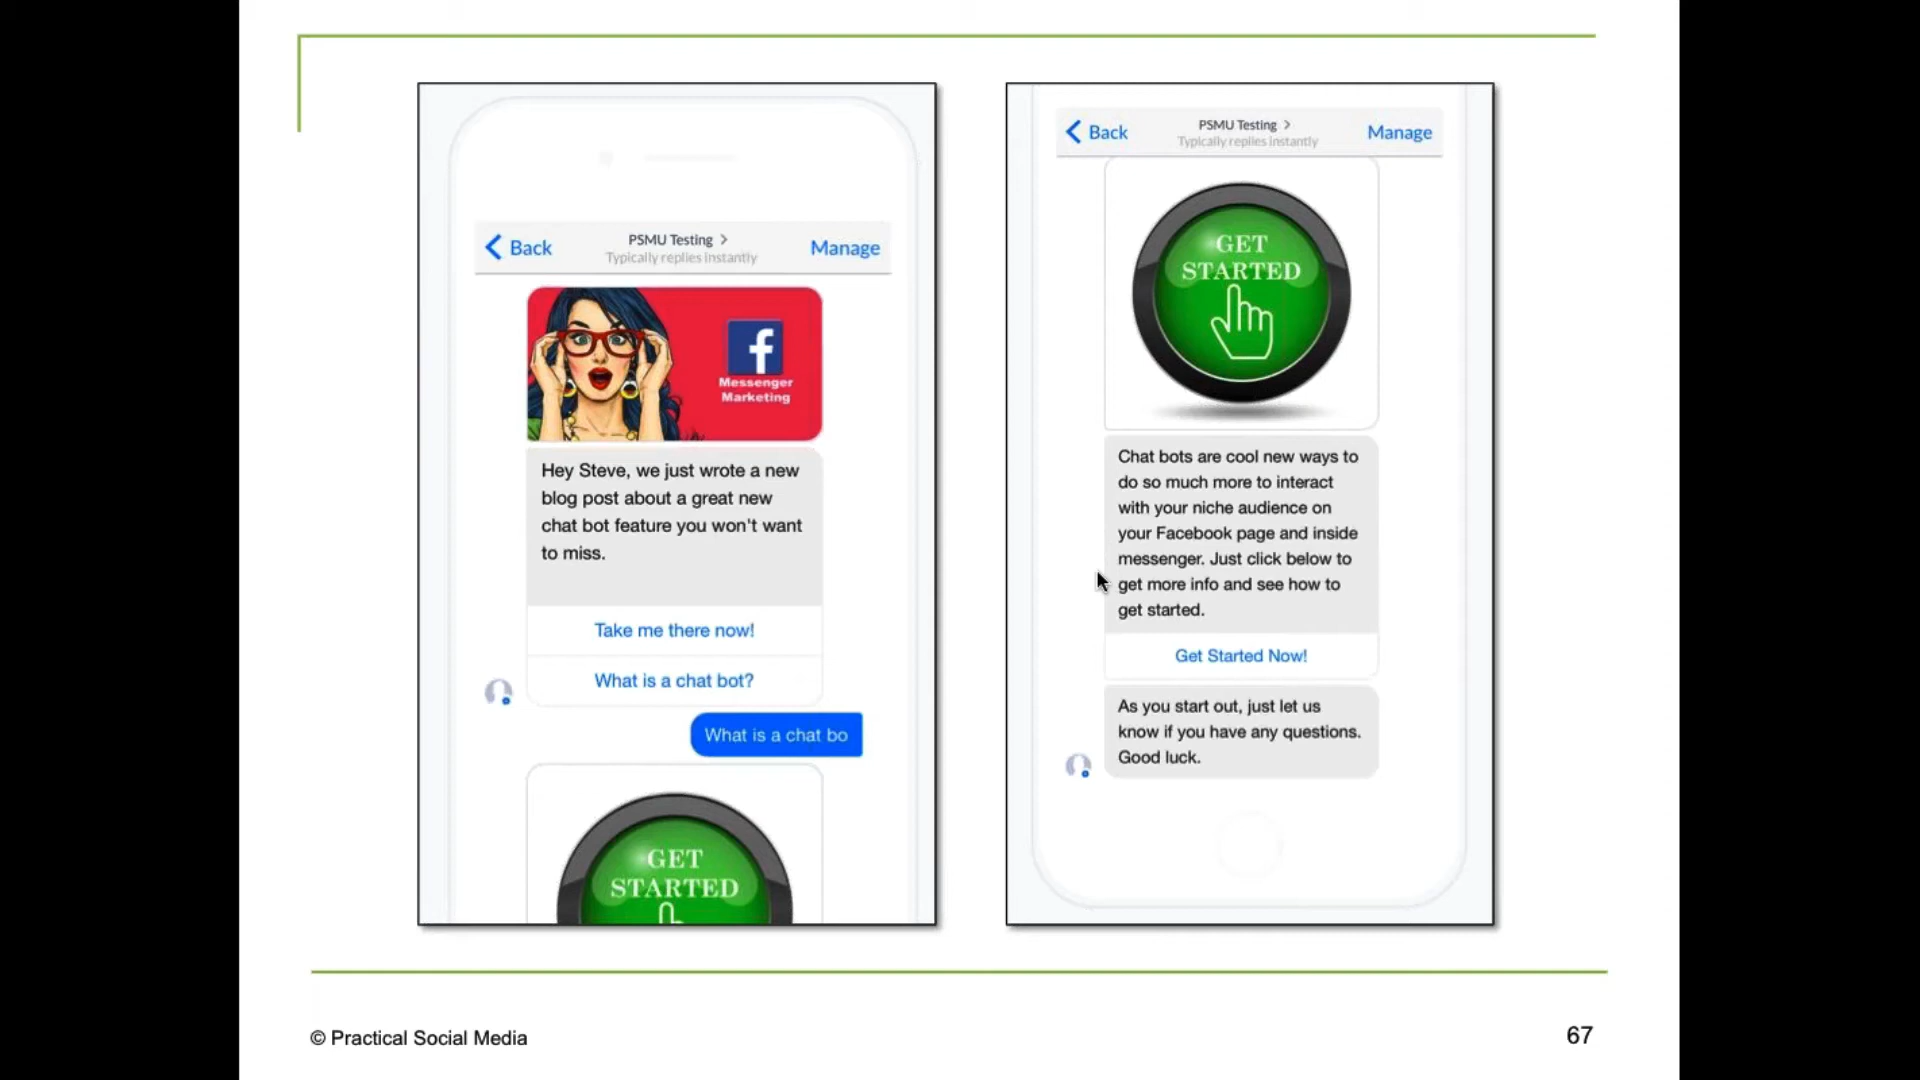 Back
PSMU Testing >
Typically replies instantly
Manage
f
Messenger
Marketing
Hey Steve, we just wrote a new
blog post about a great new
chat bot feature you won't want
to miss.
Take me there now!
What is a chat bot?
What is a chat bo
GET
STARTED
Back
PSMU Testing >
Typically replies instantly
Manage
GET
STARTED
Chat bots are cool new ways to
do so much more to interact
with your niche audience on
your Facebook page and inside
messenger. Just click below to
get more info and see how to
get started.
Get Started Now!
As you start out, just let us
know if you have any questions.
Good luck.
© Practical Social Media
67